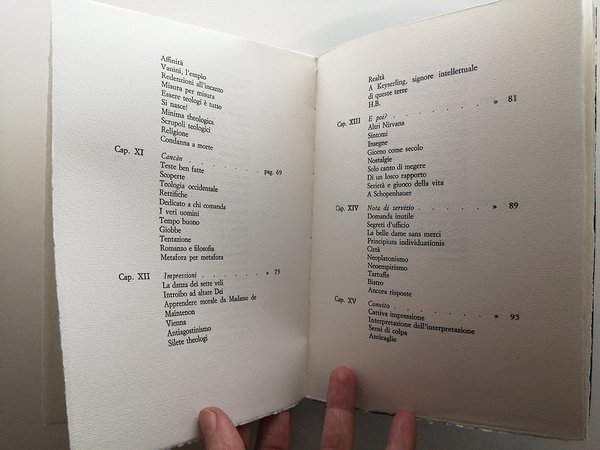 Affinità
Vanini, l'empio
Redenzioni all'incanto
Misura per misura
Essere teologi è tutto
Si nasce!
Minima theologica
Scrupoli teologici
Religione
Condanna a morte
Cap. XI Cancàn . . . . . . . . pag. 69
Teste ben fatte
Scoperte
Teologia occidentale
Rettifiche
Dedicato a chi comanda
I veri uomini
Tempo buono
Giobbe
Tentazione
Romanzo e filosofia
Metafora per metafora
Cap. XII Impressioni . . . . . . . » 75
La danza dei sette veli
Introibo ad altare Dei
Apprendere morale da Madame de
Maintenon
Vienna
Antiagostinismo
Silete theologi
Realtà
A Keyserling, signore intellettuale
di queste terre
H.B.
Cap. XIII E poi? . . . . . . . . » 81
Altri Nirvana
Sintomi
Insegne
Giorno come secolo
Nostalgie
Solo canto di megere
Di un losco rapporto
Serietà e giuoco della vita
A Schopenhauer
Cap. XIV Nota di servizio . . . . . . » 89
Domanda inutile
Segreti d'ufficio
La belle dame sans merci
Principium individuationis
Città
Neoplatonismo
Neoempirismo
Tartuffe
Bistro
Ancora risposte
Cap. XV Convito . . . . . . . . » 95
Cattiva impressione
Interpretazione dell'interpretazione
Sensi di colpa
Anticaglie